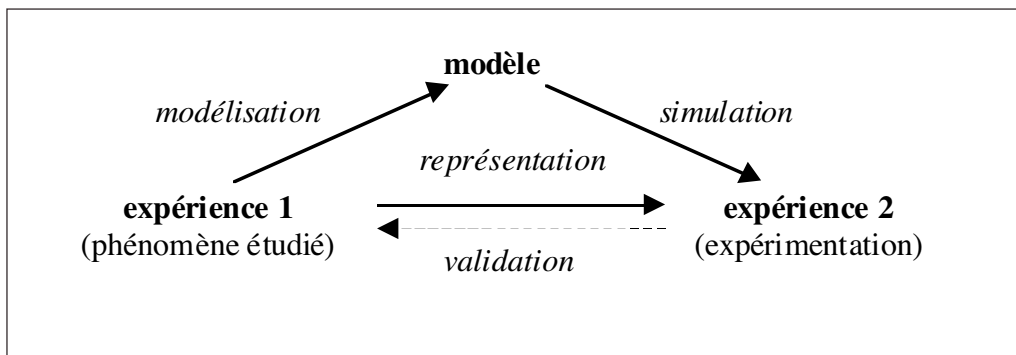 modèle
modélisation
simulation
représentation
expérience 1
(phénomène étudié)
expérience 2
(expérimentation)
validation